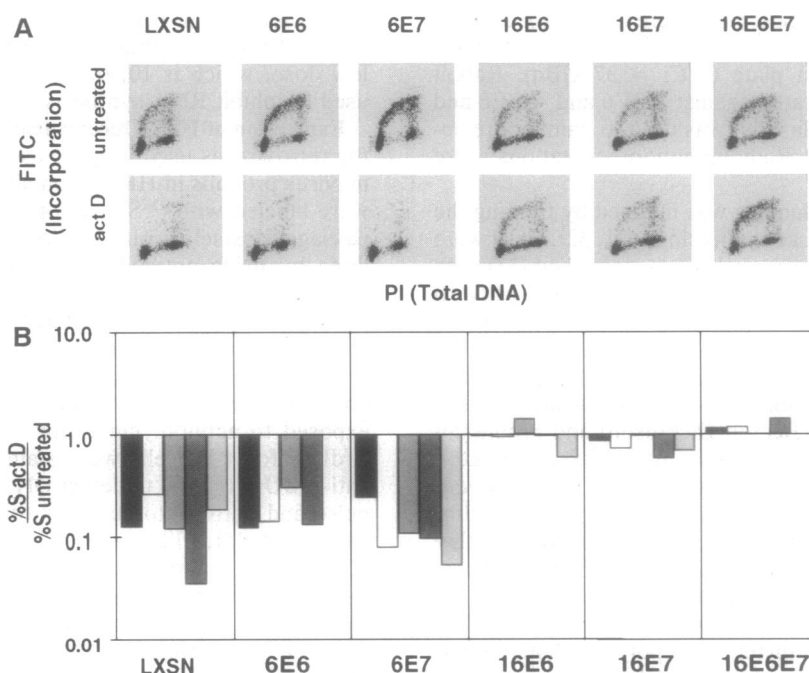 A
LXSN 6E6 6E7 16E6 16E7 16E6E7
FITC
(Incorporation)
untreated
act D
PI (Total DNA)
B
%S act D
%S untreated
10.0
1.0
0.1
0.01
LXSN 6E6 6E7 16E6 16E7 16E6E7